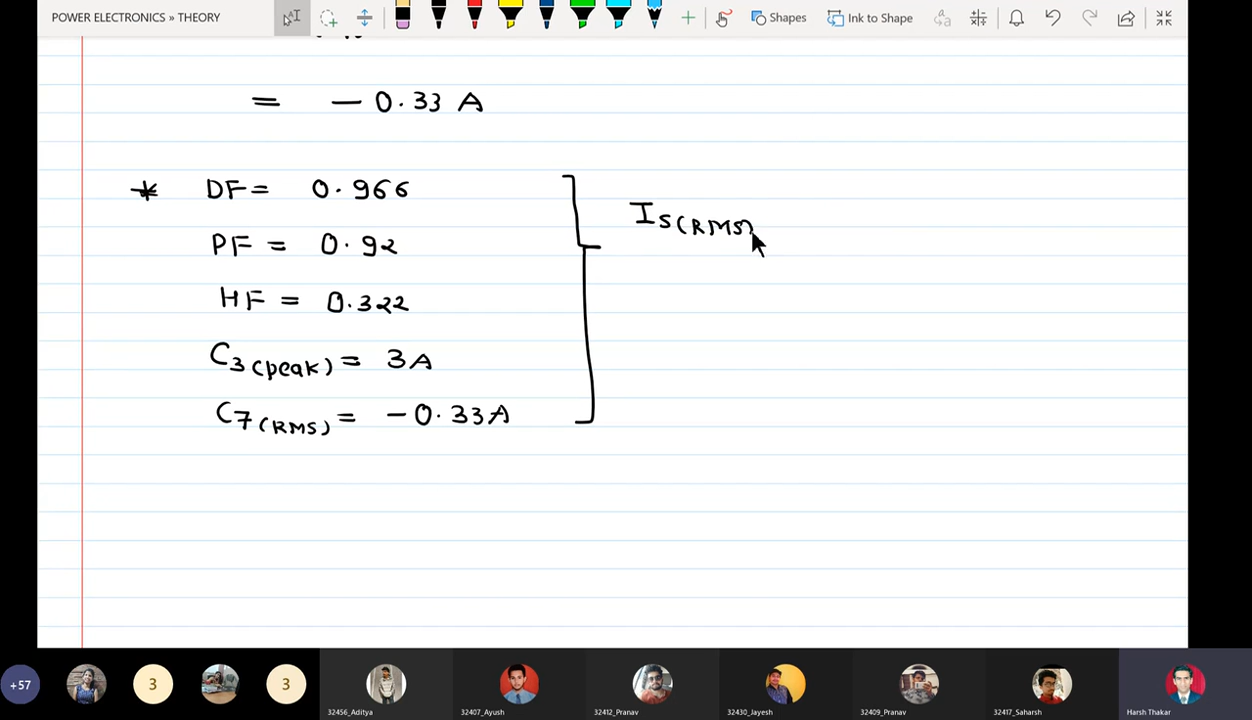 POWER ELECTRONICS » THEORY
Shapes
Ink to Shape
= - 0.33 A
* DF = 0.966
PF = 0.92
HF = 0.322
C3(peak) = 3A
C7(RMS) = -0.33A
IS(RMS)
+57
3
3
32456_Aditya
32407_Ayush
32412_Pranav
32430_Jayesh
32409_Pranav
32417_Saharsh
Harsh Thakar